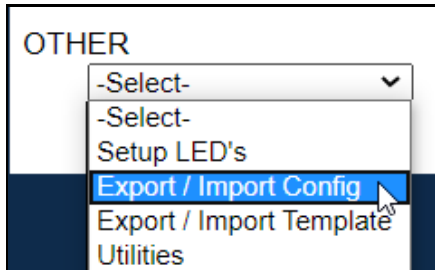 OTHER
-Select-
-Select-
Setup LED's
Export / Import Config
Export / Import Template
Utilities